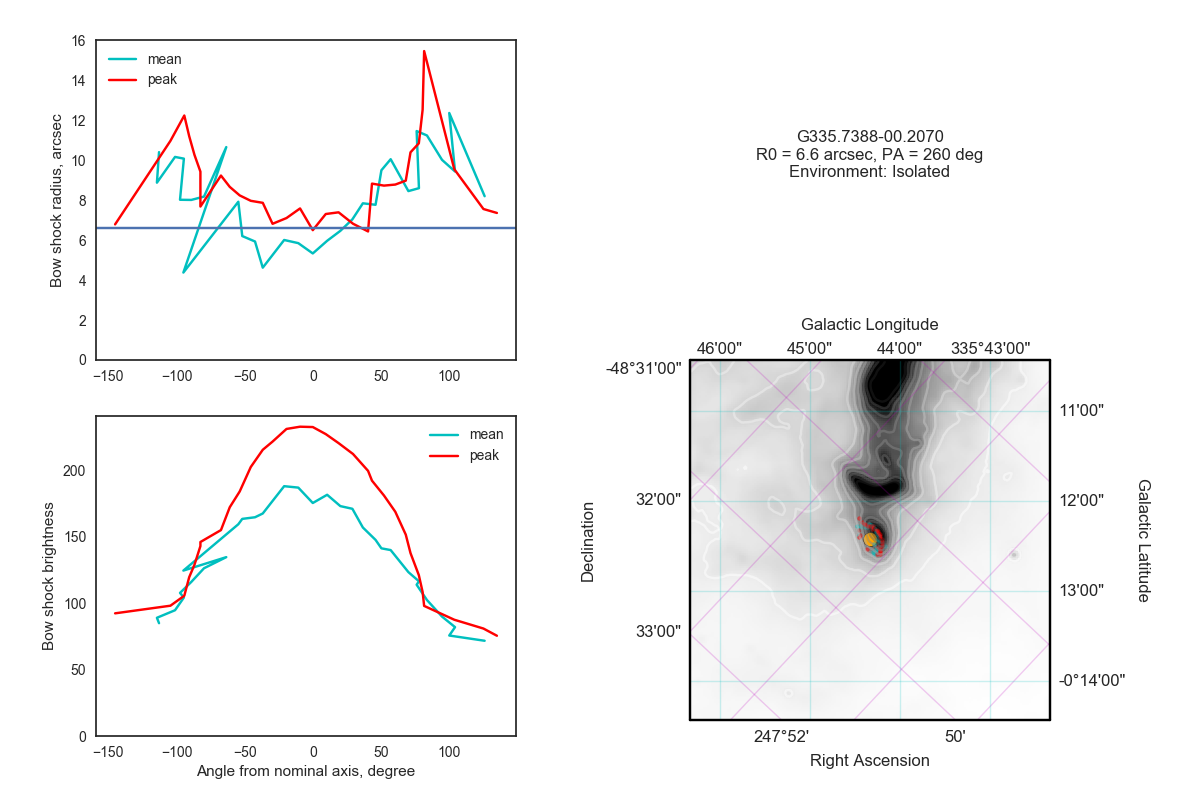 16
14
12
10
8
6
4
2
0
Bow shock radius, arcsec
mean
peak
−150
−100
−50
0
50
100
200
150
100
50
0
Bow shock brightness
mean
peak
−150
−100
−50
0
50
100
Angle from nominal axis, degree
G335.7388-00.2070
R0 = 6.6 arcsec, PA = 260 deg
Environment: Isolated
Galactic Longitude
46'00" 45'00" 44'00" 335°43'00"
-48°31'00"
32'00"
33'00"
Declination
11'00"
12'00"
13'00"
-0°14'00"
Galactic Latitude
247°52' 50'
Right Ascension